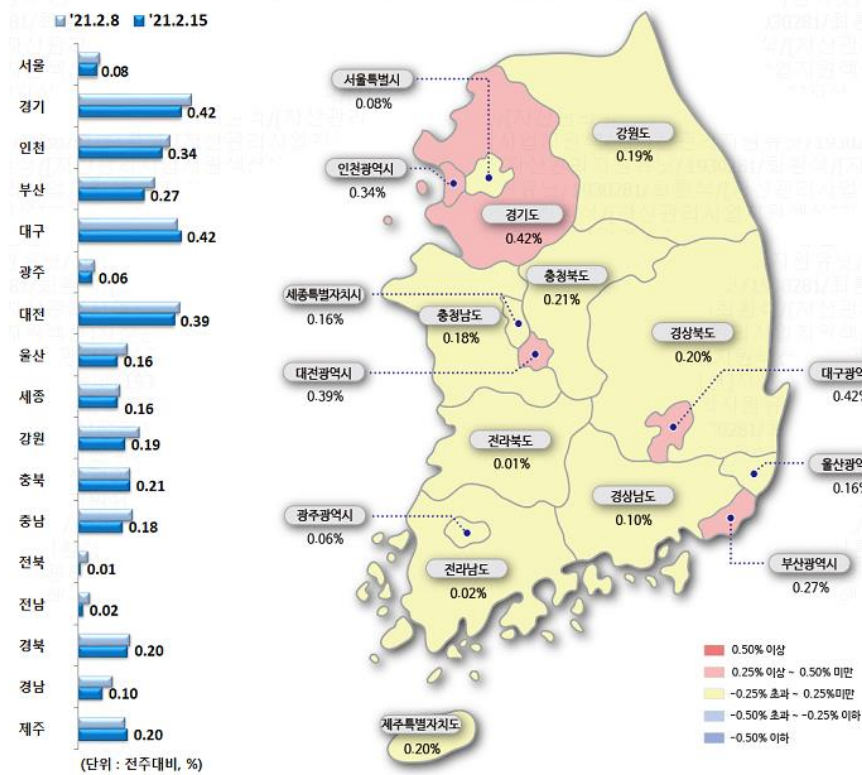 '21.2.8 '21.2.15
서울 0.08
경기 0.42
인천 0.34
부산 0.27
대구 0.42
광주 0.06
대전 0.39
울산 0.16
세종 0.16
강원 0.19
충북 0.21
충남 0.18
전북 0.01
전남 0.02
경북 0.20
경남 0.10
제주 0.20
(단위 : 전주대비, %)
서울특별시
0.08%
강원도
0.19%
인천광역시
0.34%
경기도
0.42%
세종특별자치시
0.16%
충청북도
0.21%
충청남도
0.18%
경상북도
0.20%
대전광역시
0.39%
대구광역
0.42%
전라북도
0.01%
울산광역
0.16%
경상남도
0.10%
광주광역시
0.06%
부산광역시
0.27%
전라남도
0.02%
제주특별자치도
0.20%
0.50% 이상
0.25% 이상 ~ 0.50% 미만
-0.25% 초과 ~ 0.25%미만
-0.50% 초과 ~ -0.25% 이하
-0.50% 이하